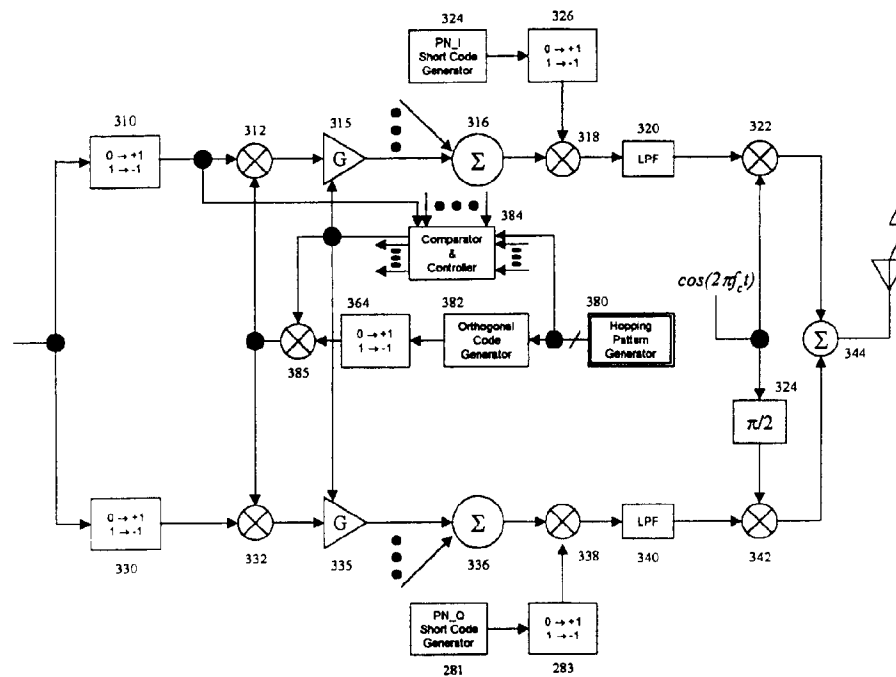 324
326
PN_I
Short Code
Generator
0 → +1
1 → -1
310
312
315
316
318
320
322
0 → +1
1 → -1
G
Σ
LPF
384
Comparator
&
Controller
cos(2πf_c t)
364
382
380
0 → +1
1 → -1
Orthogonal
Code
Generator
Hopping
Pattern
Generator
385
Σ
344
324
π/2
0 → +1
1 → -1
G
Σ
LPF
330
332
335
336
338
340
342
PN_Q
Short Code
Generator
0 → +1
1 → -1
281
283